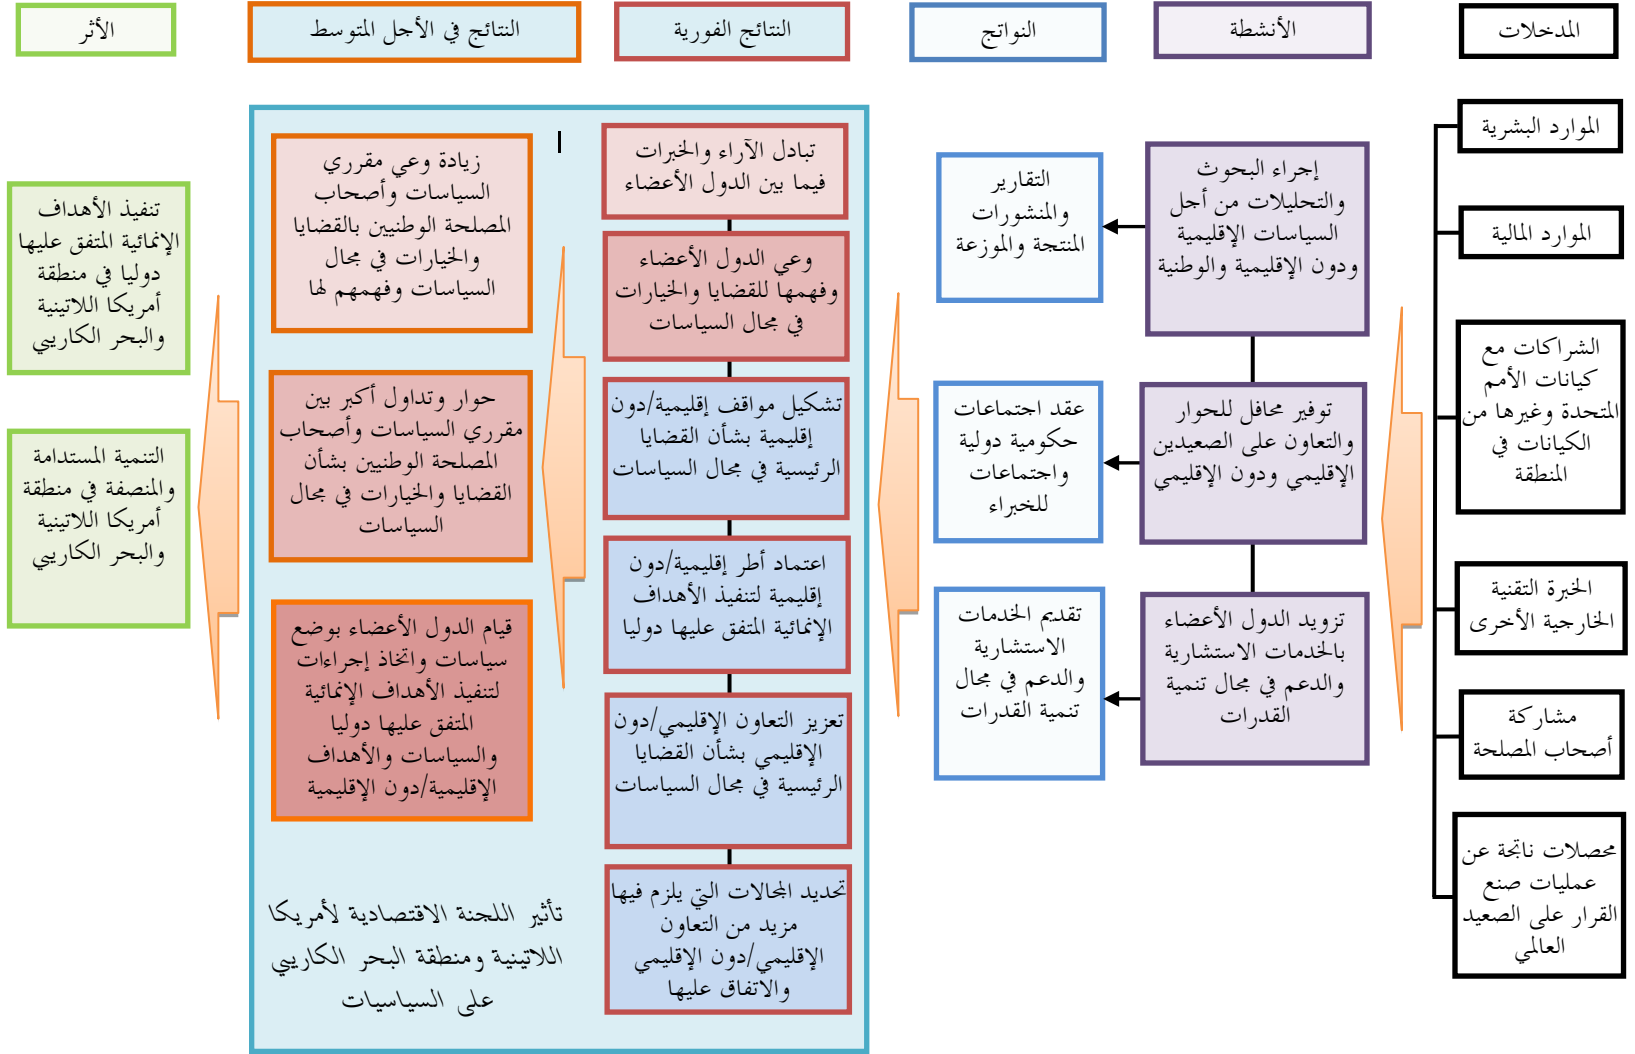 المدخلات
الأنشطة
النواتج
النتائج الفورية
النتائج في الأجل المتوسط
الأثر
الموارد البشرية
الموارد المالية
الشراكات مع
كيانات الأمم
المتحدة وغيرها من
الكيانات في
المنطقة
الخبرة التقنية
الخارجية الأخرى
مشاركة
أصحاب المصلحة
محصلات ناتجة عن
عمليات صنع
القرار على الصعيد
العالمي
إجراء البحوث
والتحليلات من أجل
السياسات الإقليمية
ودون الإقليمية والوطنية
توفير محافل للحوار
والتعاون على الصعيدين
الإقليمي ودون الإقليمي
تزويد الدول الأعضاء
بالخدمات الاستشارية
والدعم في مجال تنمية
القدرات
التقارير
والمنشورات
المنتجة والموزعة
عقد اجتماعات
حكومية دولية
واجتماعات
للخبراء
تقديم الخدمات
الاستشارية
والدعم في مجال
تنمية القدرات
تبادل الآراء والخبرات
فيما بين الدول الأعضاء
وعي الدول الأعضاء
وفهمها للقضايا والخيارات
في مجال السياسات
تشكيل مواقف إقليمية/دون
إقليمية بشأن القضايا
الرئيسية في مجال السياسات
اعتماد أطر إقليمية/دون
إقليمية لتنفيذ الأهداف
الإنمائية المتفق عليها دوليا
تعزيز التعاون الإقليمي/دون
الإقليمي بشأن القضايا
الرئيسية في مجال السياسات
تحديد المجالات التي يلزم فيها
مزيد من التعاون
الإقليمي/دون الإقليمي
والاتفاق عليها
زيادة وعي مقرري
السياسات وأصحاب
المصلحة الوطنيين بالقضايا
والخيارات في مجال
السياسات وفهمهم لها
حوار وتداول أكبر بين
مقرري السياسات وأصحاب
المصلحة الوطنيين بشأن
القضايا والخيارات في مجال
السياسات
قيام الدول الأعضاء بوضع
سياسات واتخاذ إجراءات
لتنفيذ الأهداف الإنمائية
المتفق عليها دوليا
والسياسات والأهداف
الإقليمية/دون الإقليمية
تأثير اللجنة الاقتصادية لأمريكا
اللاتينية ومنطقة البحر الكاريبي
على السياسيات
تنفيذ الأهداف
الإنمائية المتفق عليها
دوليا في منطقة
أمريكا اللاتينية
والبحر الكاريبي
التنمية المستدامة
والمنصفة في منطقة
أمريكا اللاتينية
والبحر الكاريبي